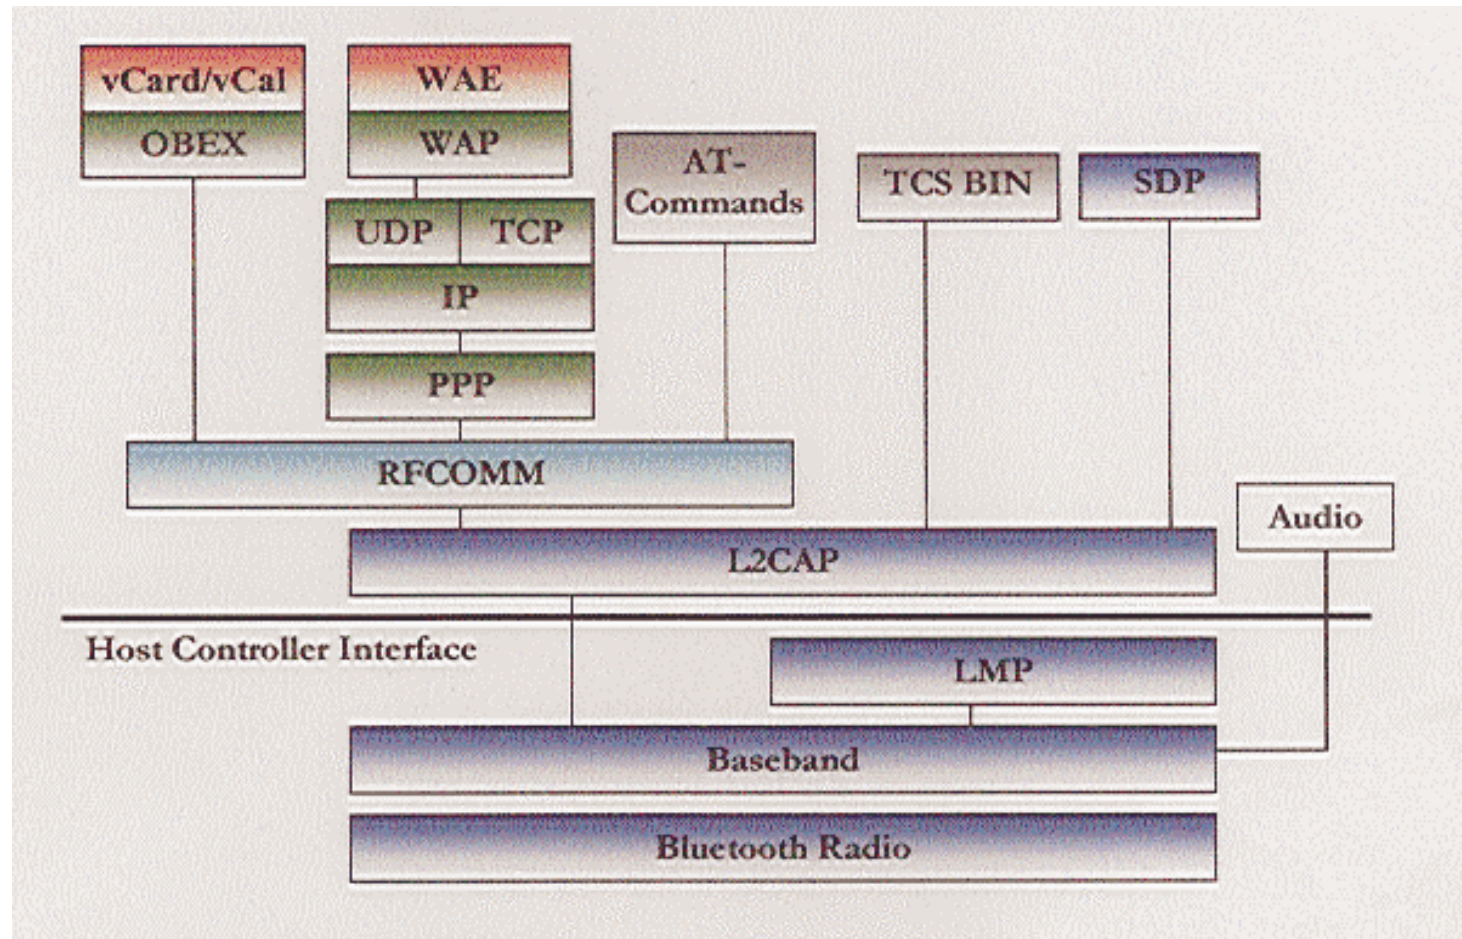 vCard/vCal
WAE
OBEX
WAP
AT-
Commands
TCS BIN
SDP
UDP
TCP
IP
PPP
RFCOMM
Audio
L2CAP
Host Controller Interface
LMP
Baseband
Bluetooth Radio